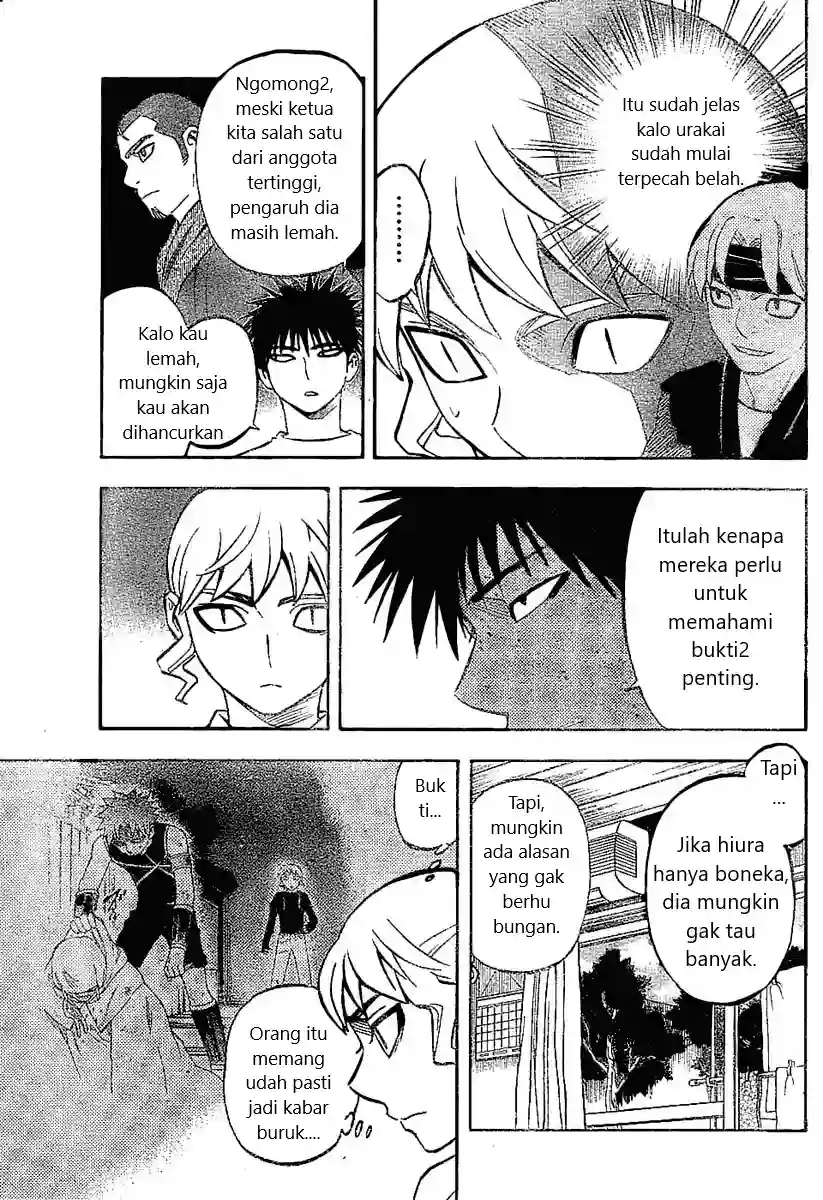 Itu sudah jelas
kalo urakai
sudah mulai
terpecah belah.
........
Ngomong2,
meski ketua
kita salah satu
dari anggota
tertinggi,
pengaruh dia
masih lemah.
Kalo kau
lemah,
mungkin saja
kau akan
dihancurkan
Itulah kenapa
mereka perlu
untuk
memahami
bukti2
penting.
Tapi
...
Jika hiura
hanya boneka,
dia mungkin
gak tau
banyak.
Tapi,
mungkin
ada alasan
yang gak
berhu
bungan.
Buk
ti...
Orang itu
memang
udah pasti
jadi kabar
buruk....